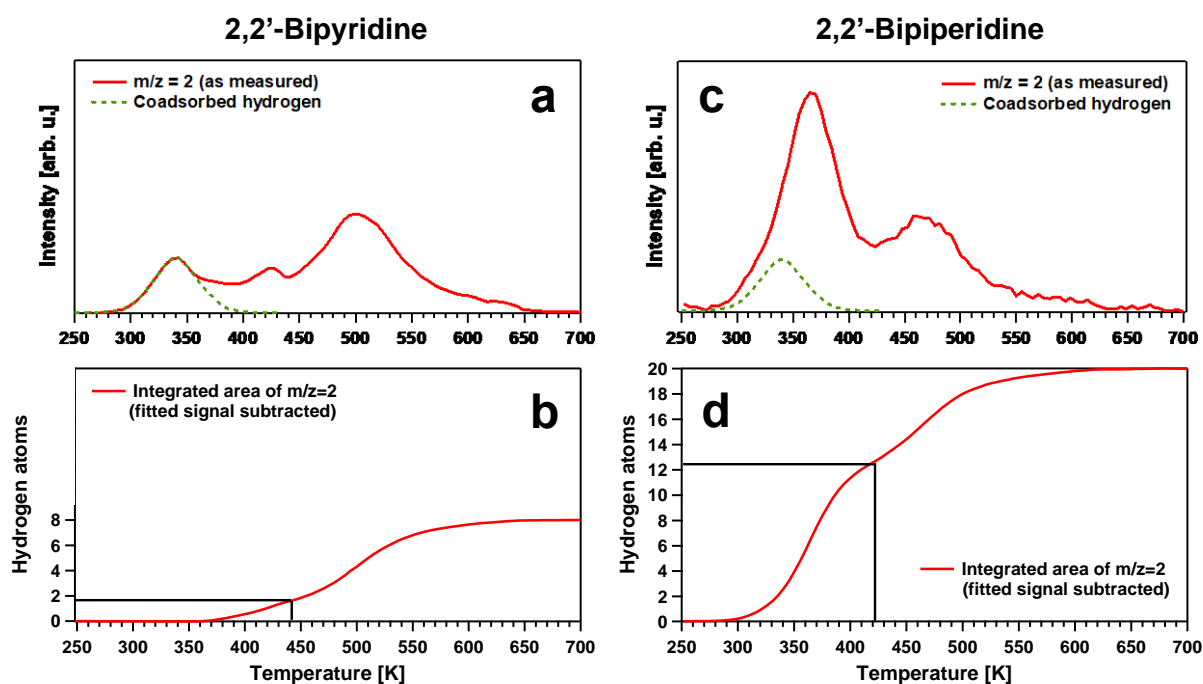 2,2'-Bipyridine
m/z = 2 (as measured)
Coadsorbed hydrogen
a
Intensity [arb. u.]
250 300 350 400 450 500 550 600 650 700
Integrated area of m/z=2
(fitted signal subtracted)
b
Hydrogen atoms
8
6
4
2
0
250 300 350 400 450 500 550 600 650 700
Temperature [K]
2,2'-Bipiperidine
m/z = 2 (as measured)
Coadsorbed hydrogen
c
Intensity [arb. u.]
250 300 350 400 450 500 550 600 650 700
20
18
16
14
12
10
8
6
4
2
0
d
Hydrogen atoms
Integrated area of m/z=2
(fitted signal subtracted)
250 300 350 400 450 500 550 600 650 700
Temperature [K]